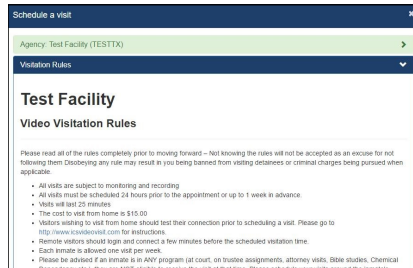 Schedule a visit
Agency: Test Facility (TESTTX)
Visitation Rules
Test Facility
Video Visitation Rules
Please read all of the rules completely prior to moving forward – Not knowing the rules will not be accepted as an excuse for not
following them Disobeying any rule may result in you being banned from visiting detainees or criminal charges being pursued when
applicable.
• All visits are subject to monitoring and recording
• All visits must be scheduled 24 hours prior to the appointment or up to 1 week in advance.
• Visits will last 25 minutes
• The cost to visit from home is $15.00
• Visitors wishing to visit from home should test their connection prior to scheduling a visit. Please go to
http://www.icsvideovisit.com for instructions.
• Remote visitors should login and connect a few minutes before the scheduled visitation time.
• Each inmate is allowed one visit per week.
• Please be advised if an inmate is in ANY program (at court, on trustee assignments, attorney visits, Bible studies, Chemical